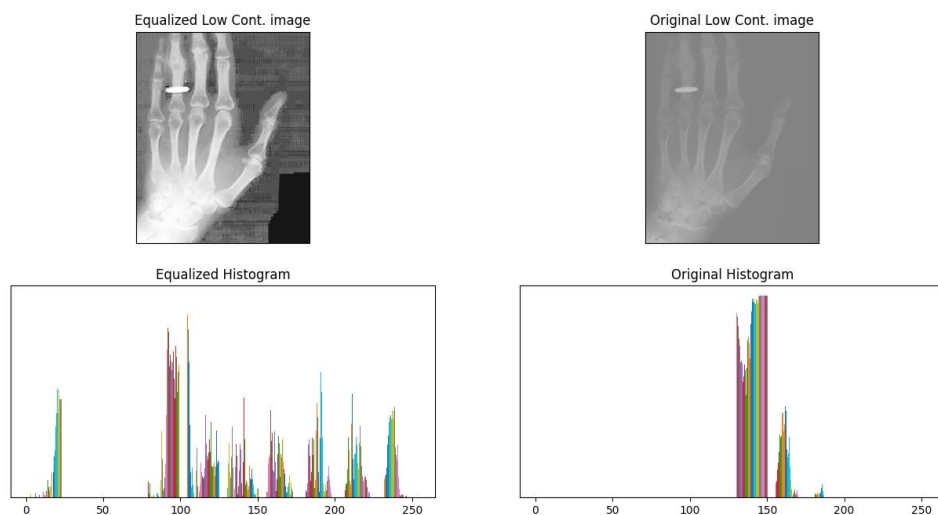 Equalized Low Cont. image
Original Low Cont. image
Equalized Histogram
Original Histogram
0 50 100 150 200 250
0 50 100 150 200 250